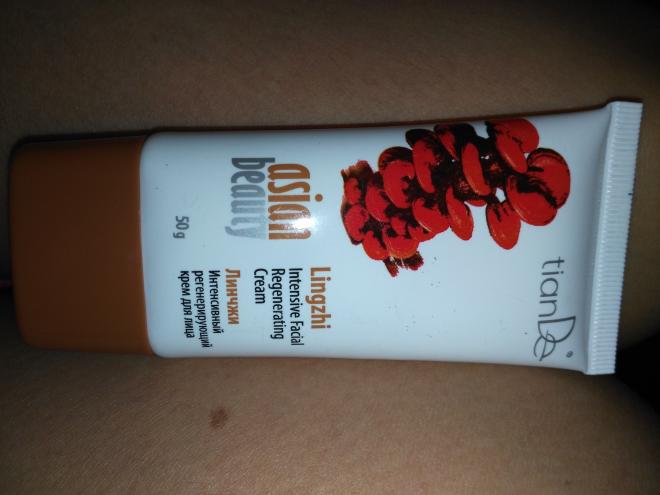 tianDe®
Lingzhi
Intensive Facial
Regenerating
Cream
Линчжи
Интенсивный
регенерирующий
крем для лица
asian
beauty
50 g